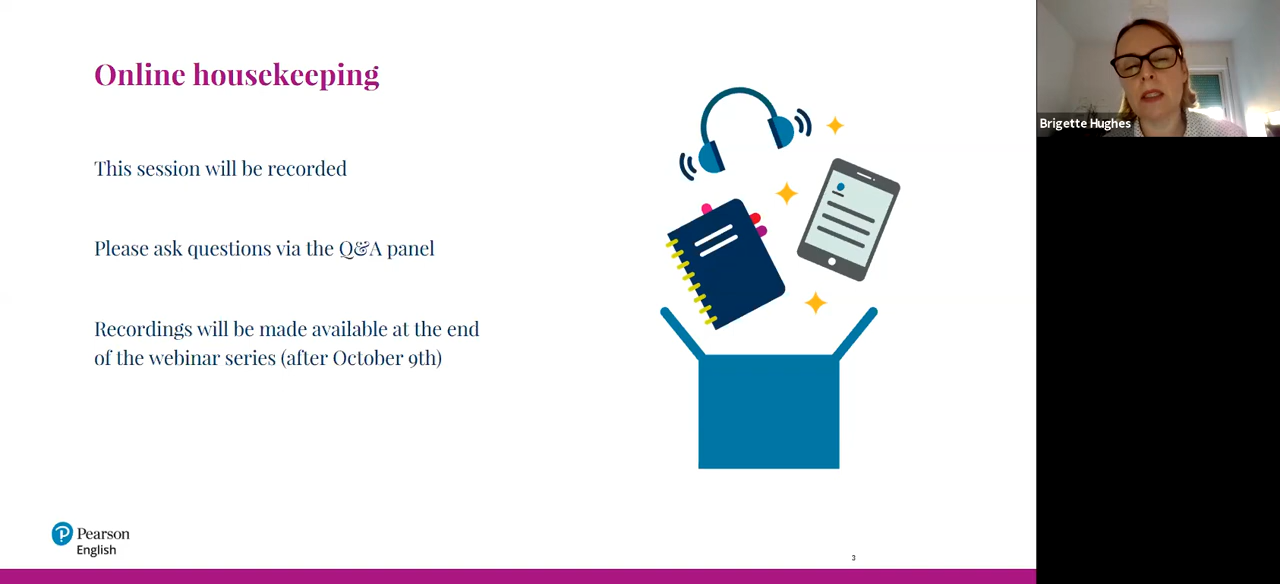 Online housekeeping
This session will be recorded
Please ask questions via the Q&A panel
Recordings will be made available at the end
of the webinar series (after October 9th)
Pearson
English
3
Brigette Hughes